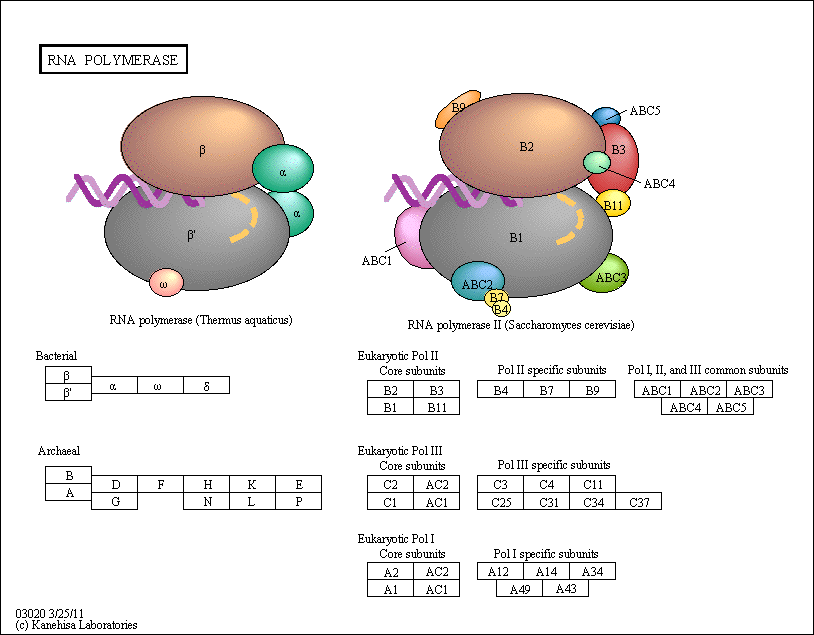 RNA POLYMERASE
β
α
α
β'
ω
RNA polymerase (Thermus aquaticus)
B9
B2
ABC5
B3
ABC4
B11
B1
ABC1
ABC2
ABC3
B7
B4
RNA polymerase II (Saccharomyces cerevisiae)
Bacterial
β
β'
α ω δ
Archaeal
B
A
D F H K E
G N L P
Eukaryotic Pol II
Core subunits
B2 B3
B1 B11
Pol II specific subunits
B4 B7 B9
Pol I, II, and III common subunits
ABC1 ABC2 ABC3
ABC4 ABC5
Eukaryotic Pol III
Core subunits
C2 AC2
C1 AC1
Pol III specific subunits
C3 C4 C11
C25 C31 C34 C37
Eukaryotic Pol I
Core subunits
A2 AC2
A1 AC1
Pol I specific subunits
A12 A14 A34
A49 A43
03020 3/25/11
(c) Kanehisa Laboratories